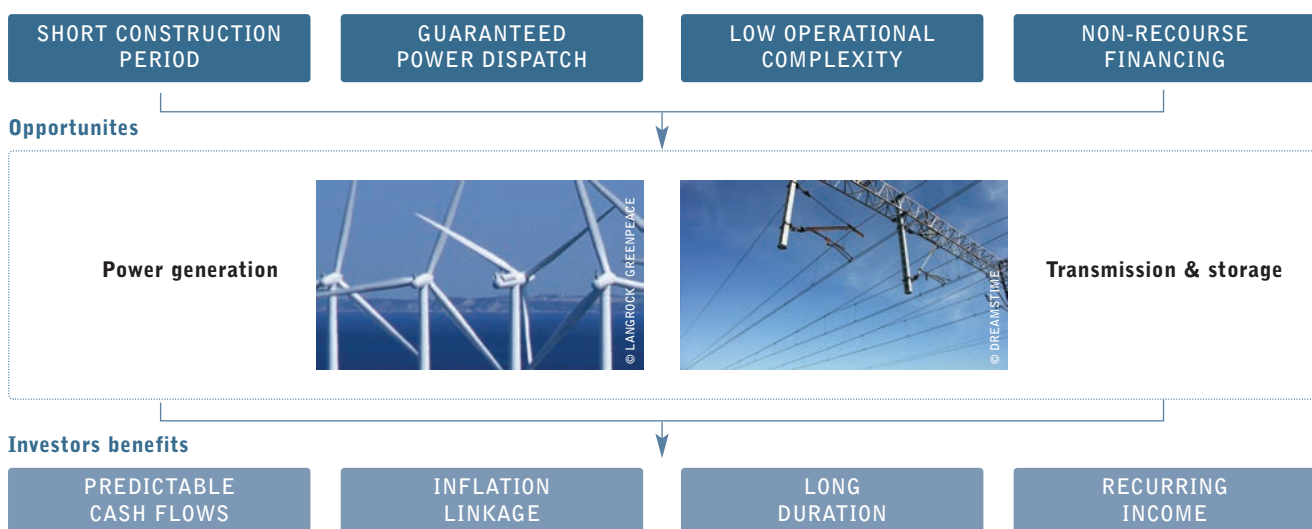 SHORT CONSTRUCTION
PERIOD
GUARANTEED
POWER DISPATCH
LOW OPERATIONAL
COMPLEXITY
NON-RECOURSE
FINANCING
Opportunites
Power generation
© LANGROCK / GREENPEACE
© DREAMSTIME
Transmission & storage
Investors benefits
PREDICTABLE
CASH FLOWS
INFLATION
LINKAGE
LONG
DURATION
RECURRING
INCOME